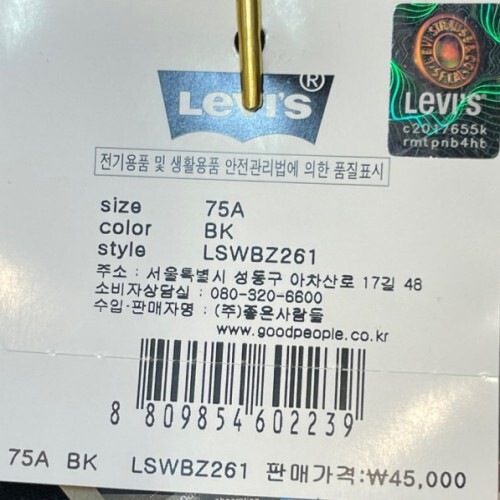 Levi's®
LEVI STRAUSS & CO
S.F. CAL
Levi's
c2017655k
rmtpnb4ht
전기용품 및 생활용품 안전관리법에 의한 품질표시
size 75A
color BK
style LSWBZ261
주소 : 서울특별시 성동구 아차산로 17길 48
소비자상담실 : 080-320-6600
수입·판매자명 : (주)좋은사람들
www.goodpeople.co.kr
8 809854 602239
75A BK LSWBZ261 판매가격:₩45,000